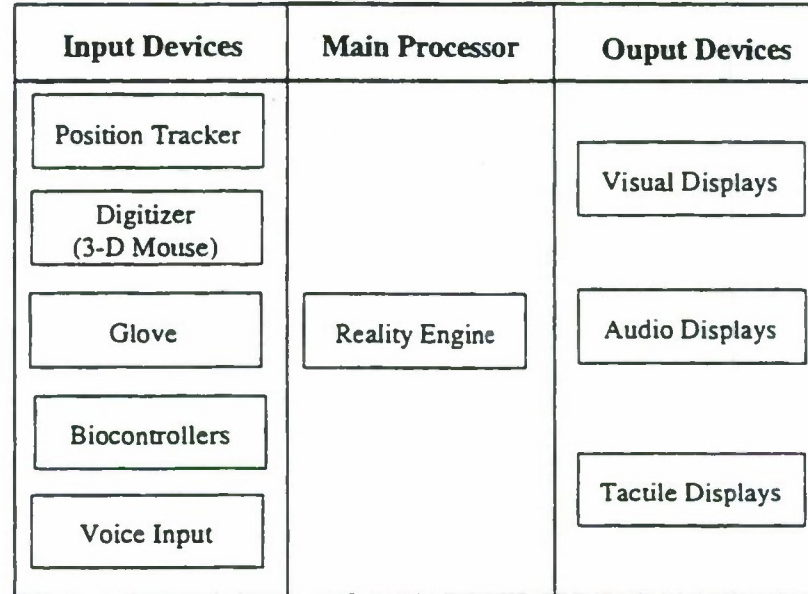 Input Devices
Main Processor
Ouput Devices
Position Tracker
Digitizer
(3-D Mouse)
Glove
Biocontrollers
Voice Input
Reality Engine
Visual Displays
Audio Displays
Tactile Displays